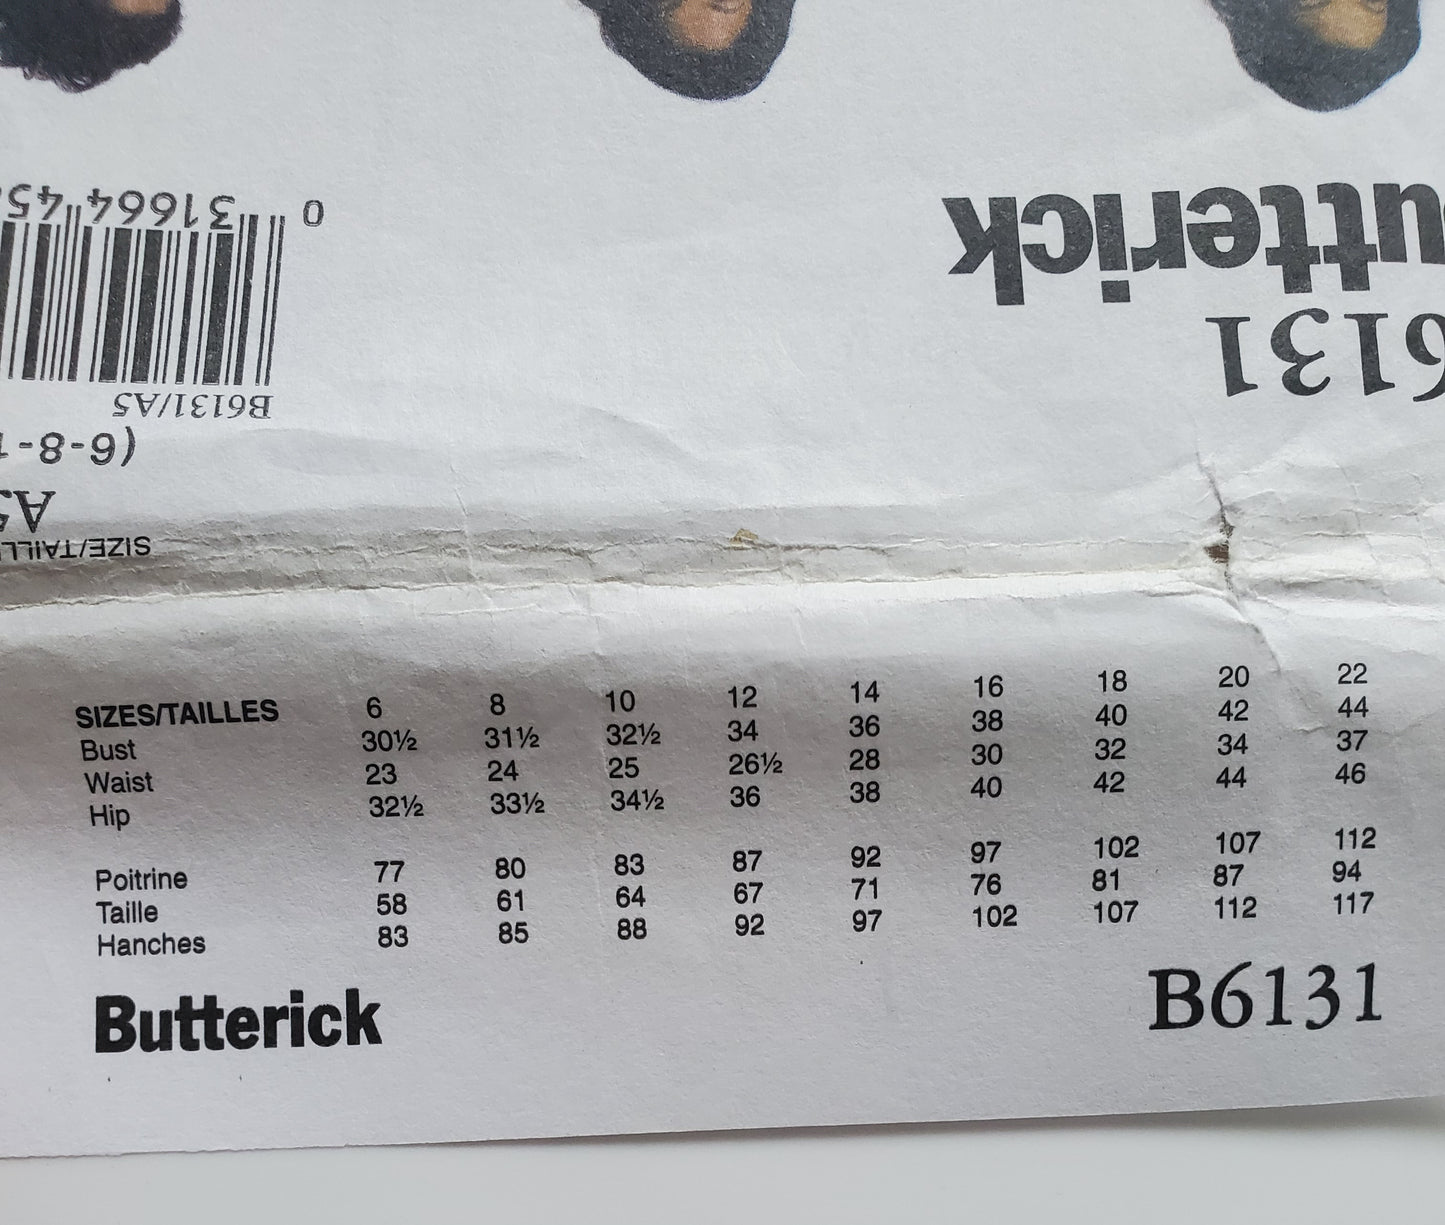 0 31664 45
B6131/A5
(6-8-1
A5
SIZE/TAILL
utterick
6131
SIZES/TAILLES 6 8 10 12 14 16 18 20 22
Bust 30½ 31½ 32½ 34 36 38 40 42 44
Waist 23 24 25 26½ 28 30 32 34 37
Hip 32½ 33½ 34½ 36 38 40 42 44 46
Poitrine 77 80 83 87 92 97 102 107 112
Taille 58 61 64 67 71 76 81 87 94
Hanches 83 85 88 92 97 102 107 112 117
Butterick B6131